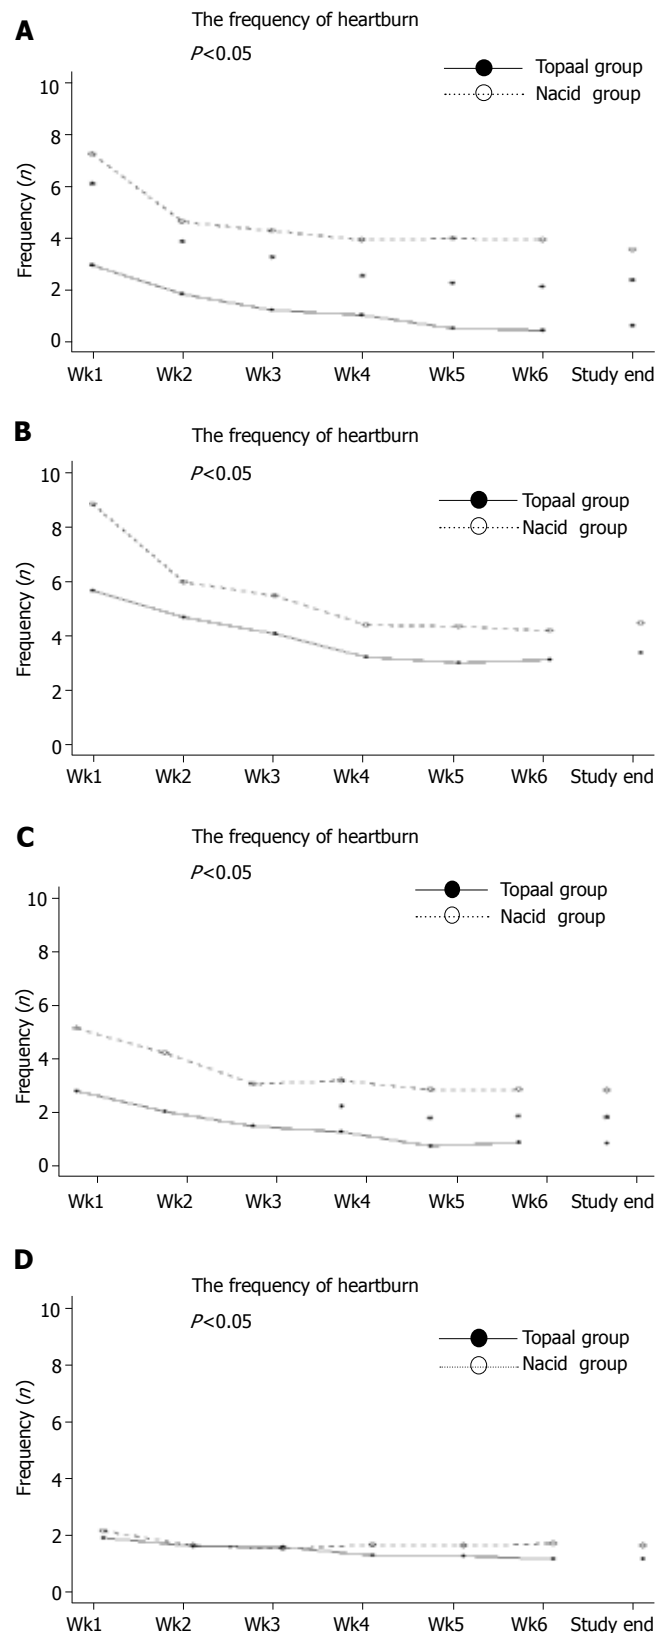 A
The frequency of heartburn
P<0.05
Topaal group
Nacid group
Frequency (n)
10
8
6
4
2
0
Wk1 Wk2 Wk3 Wk4 Wk5 Wk6 Study end
B
The frequency of heartburn
P<0.05
Topaal group
Nacid group
Frequency (n)
10
8
6
4
2
0
Wk1 Wk2 Wk3 Wk4 Wk5 Wk6 Study end
C
The frequency of heartburn
P<0.05
Topaal group
Nacid group
Frequency (n)
10
8
6
4
2
0
Wk1 Wk2 Wk3 Wk4 Wk5 Wk6 Study end
D
The frequency of heartburn
P<0.05
Topaal group
Nacid group
Frequency (n)
10
8
6
4
2
0
Wk1 Wk2 Wk3 Wk4 Wk5 Wk6 Study end